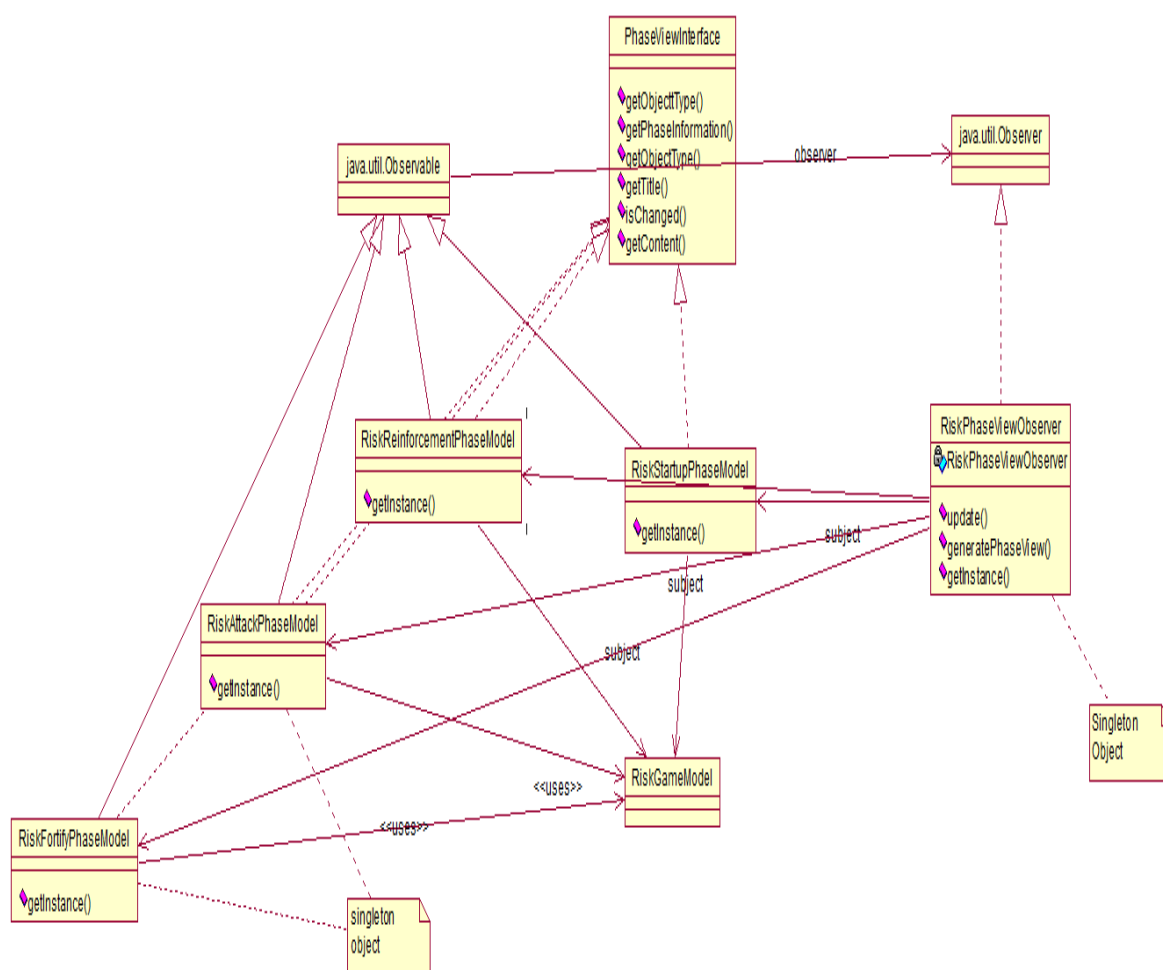 PhaseViewInterface
getObjecttType()
getPhaseInformation()
getObjectType()
getTitle()
isChanged()
getContent()
java.util.Observer
observer
java.util.Observable
RiskPhaseViewObserver
RiskPhaseViewObserver
update()
generatePhaseView()
getInstance()
RiskReinforcementPhaseModel
getInstance()
RiskStartupPhaseModel
getInstance()
subject
subject
subject
RiskAttackPhaseModel
getInstance()
Singleton
Object
RiskGameModel
<<uses>>
<<uses>>
RiskFortifyPhaseModel
getInstance()
singleton
object